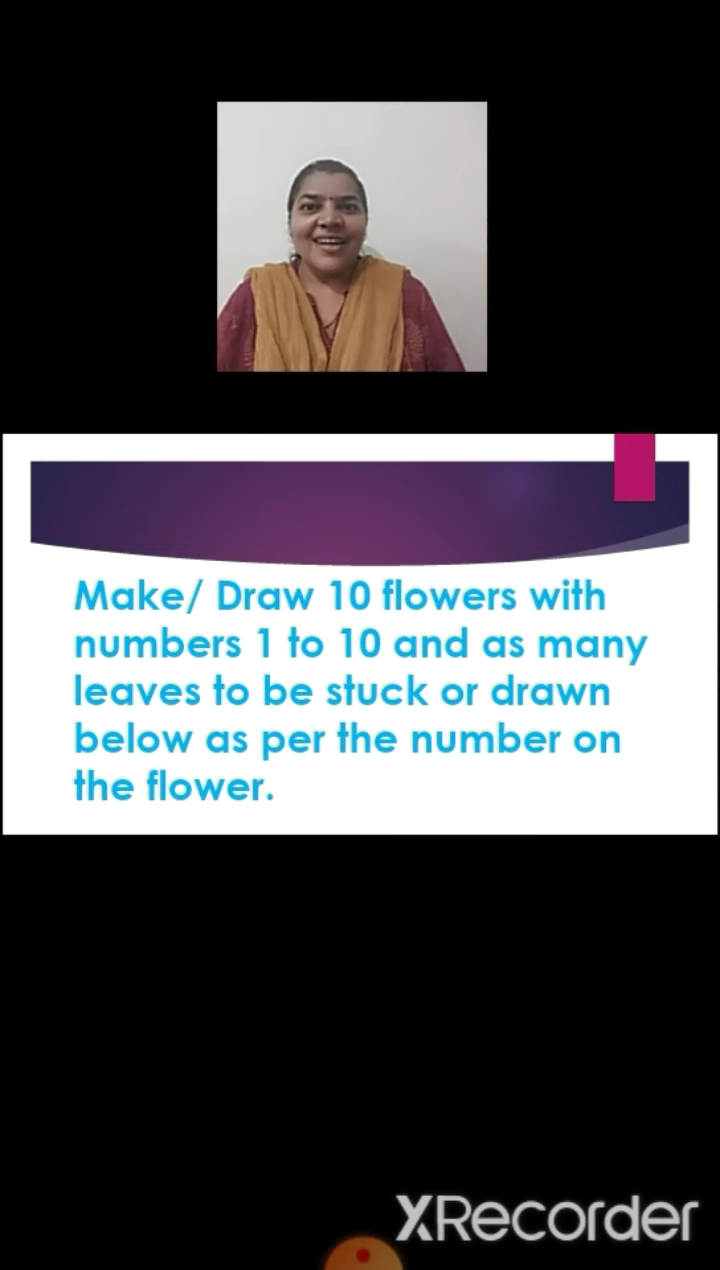 Make/ Draw 10 flowers with
numbers 1 to 10 and as many
leaves to be stuck or drawn
below as per the number on
the flower.
XRecorder